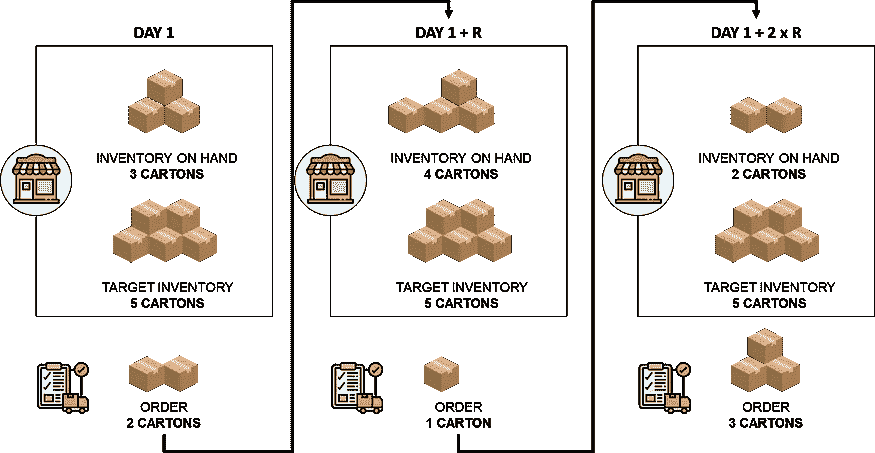 DAY 1
INVENTORY ON HAND
3 CARTONS
TARGET INVENTORY
5 CARTONS
ORDER
2 CARTONS
DAY 1 + R
INVENTORY ON HAND
4 CARTONS
TARGET INVENTORY
5 CARTONS
ORDER
1 CARTON
DAY 1 + 2 x R
INVENTORY ON HAND
2 CARTONS
TARGET INVENTORY
5 CARTONS
ORDER
3 CARTONS